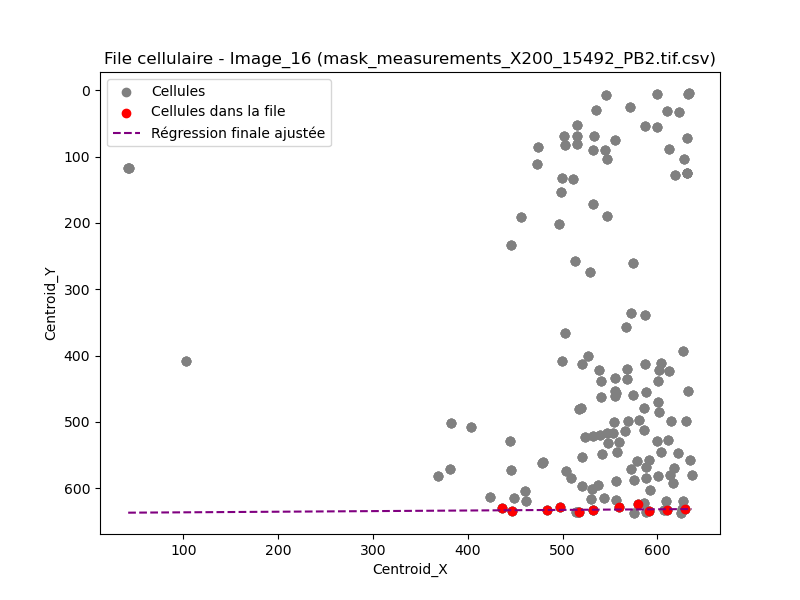 File cellulaire - Image_16 (mask_measurements_X200_15492_PB2.tif.csv)
Cellules
Cellules dans la file
Régression finale ajustée
Centroid_Y
0
100
200
300
400
500
600
100 200 300 400 500 600
Centroid_X